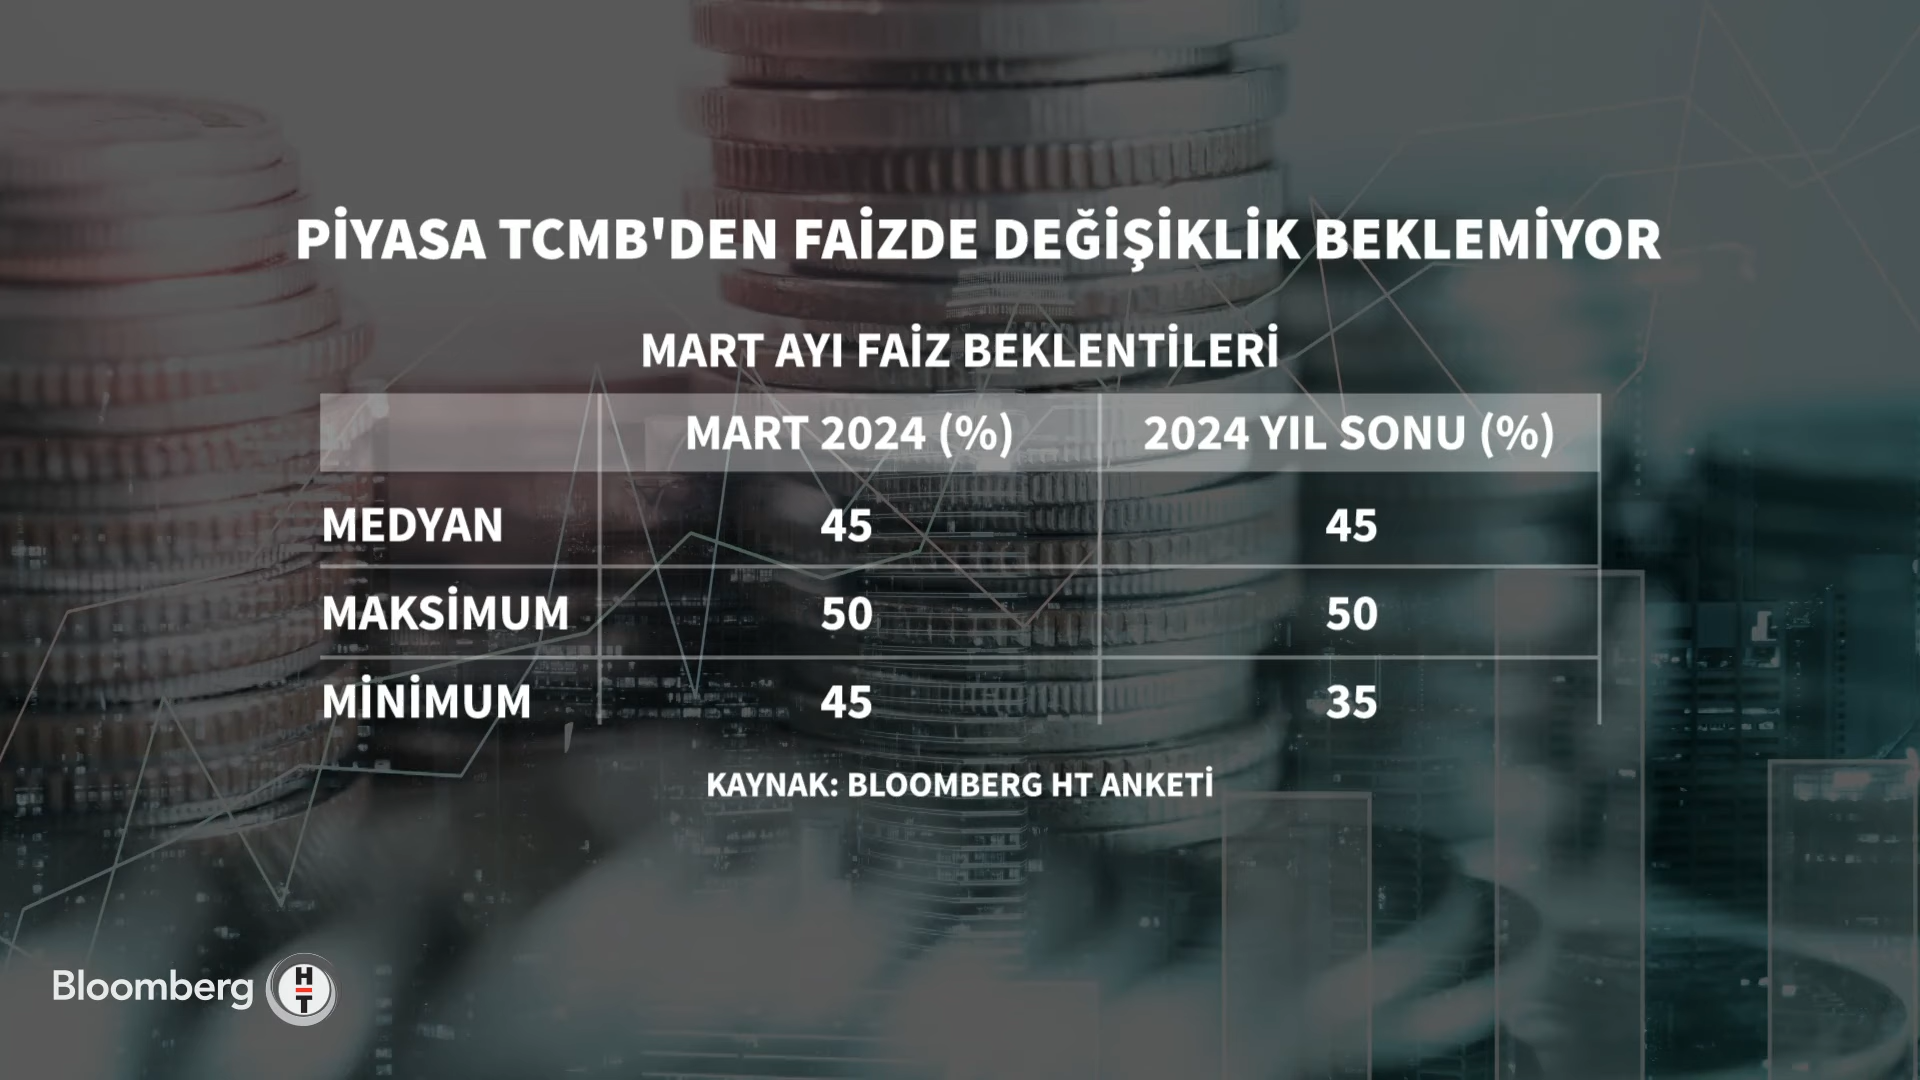 PİYASA TCMB'DEN FAİZDE DEĞİŞİKLİK BEKLEMİYOR
MART AYI FAİZ BEKLENTİLERİ
MART 2024 (%) 2024 YIL SONU (%)
MEDYAN 45 45
MAKSİMUM 50 50
MİNİMUM 45 35
KAYNAK: BLOOMBERG HT ANKETİ
Bloomberg HT